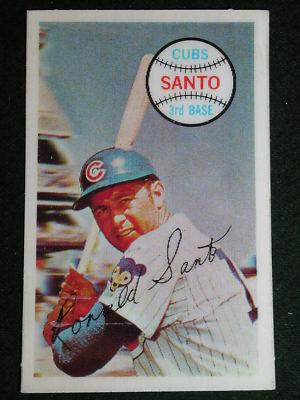 CUBS
SANTO
3rd BASE
C
Ronald Santo